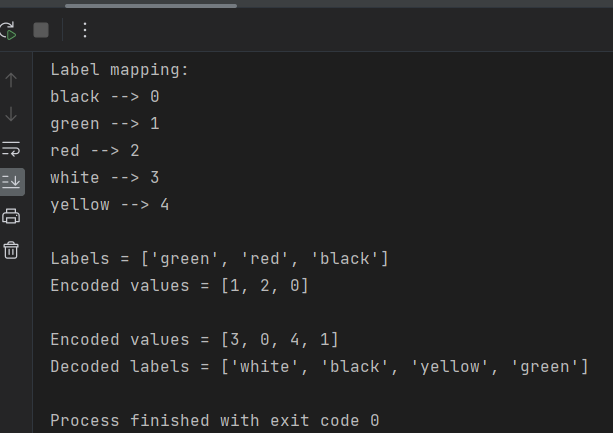 Label mapping:
black --> 0
green --> 1
red --> 2
white --> 3
yellow --> 4
Labels = ['green', 'red', 'black']
Encoded values = [1, 2, 0]
Encoded values = [3, 0, 4, 1]
Decoded labels = ['white', 'black', 'yellow', 'green']
Process finished with exit code 0